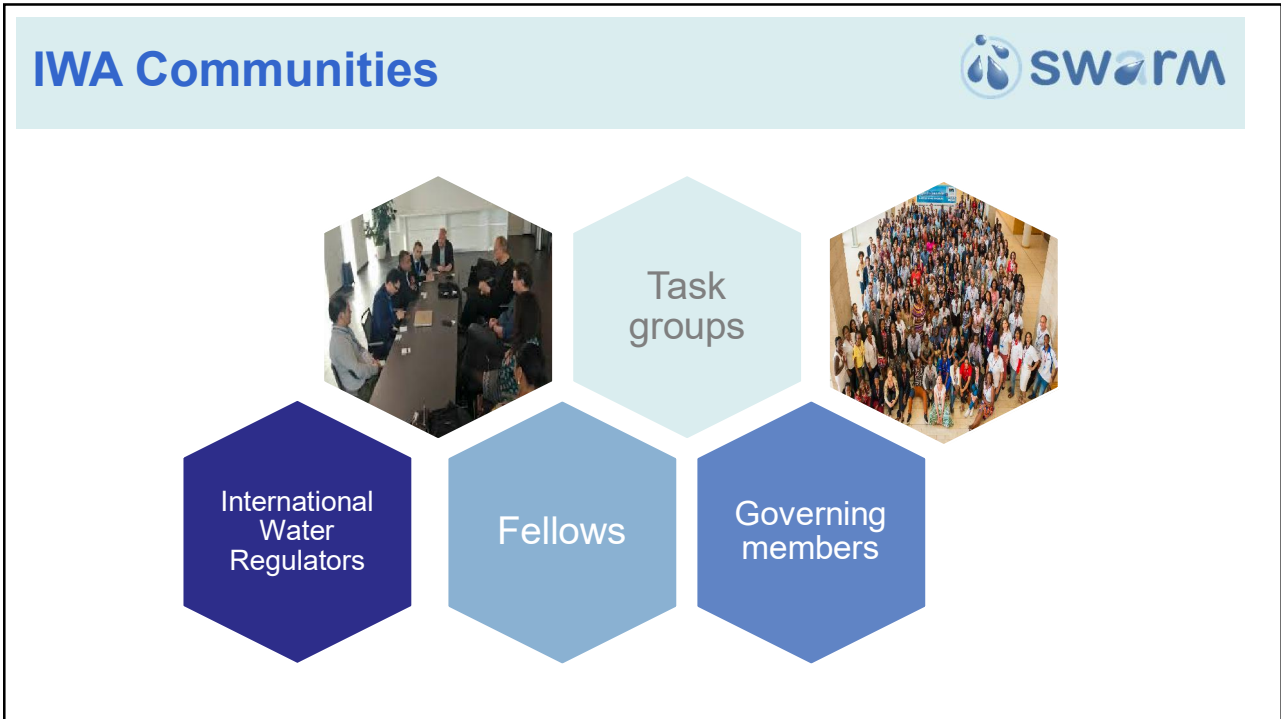 IWA Communities
swarm
Task
groups
International
Water
Regulators
Fellows
Governing
members